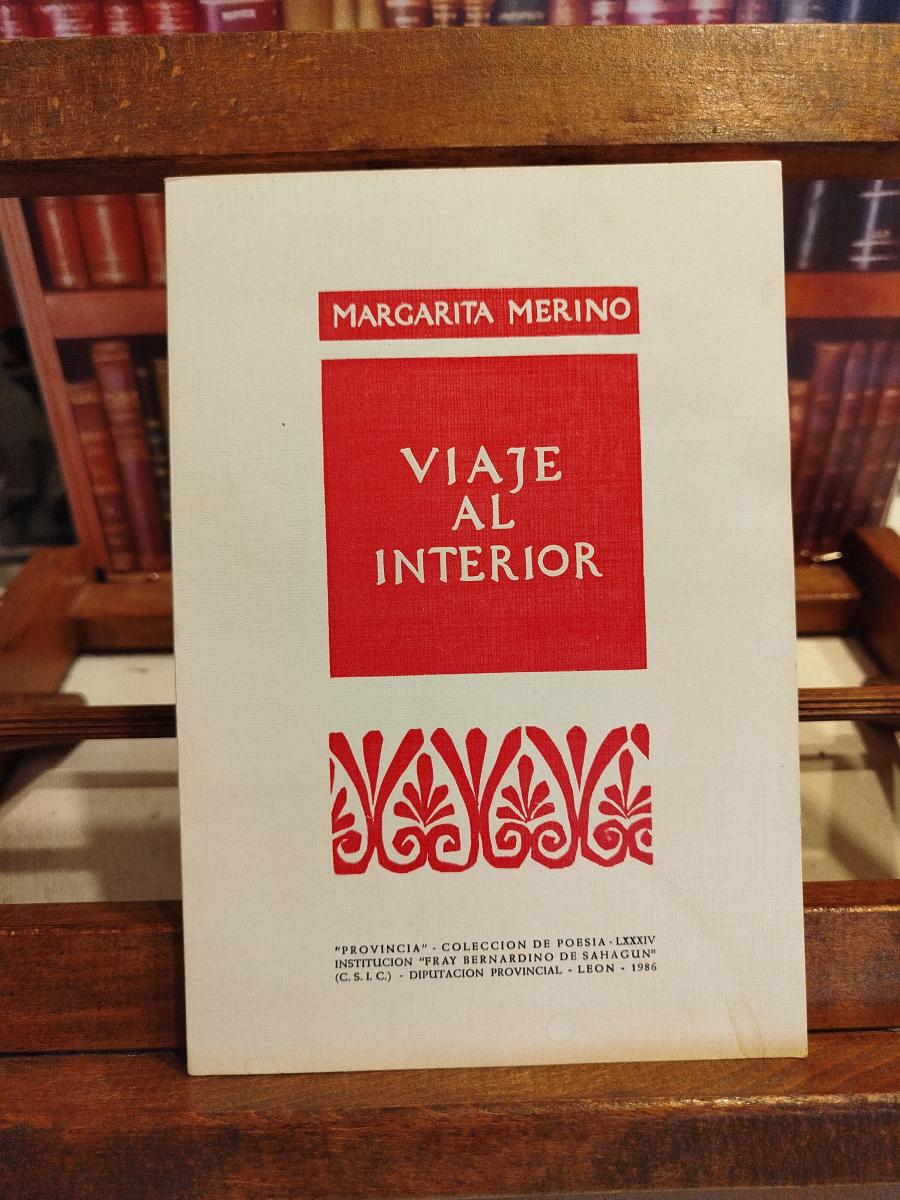 MARGARITA MERINO
VIAJE
AL
INTERIOR
"PROVINCIA" - COLECCION DE POESIA - LXXXIV
INSTITUCION "FRAY BERNARDINO DE SAHAGUN"
(C. S. I. C.) - DIPUTACION PROVINCIAL - LEON - 1986